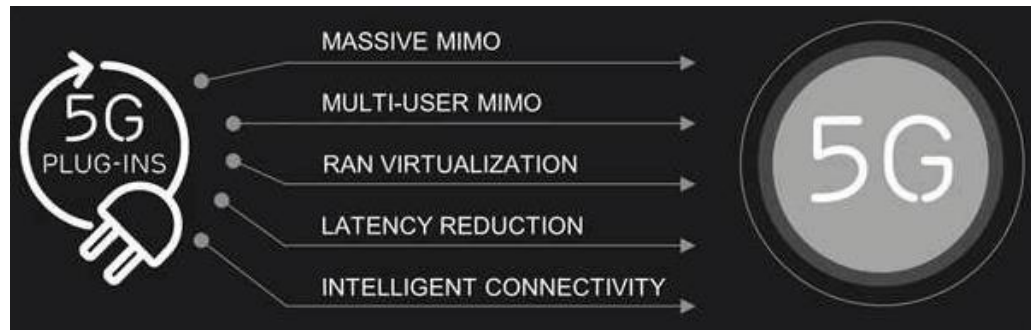 5G
PLUG-INS
MASSIVE MIMO
MULTI-USER MIMO
RAN VIRTUALIZATION
LATENCY REDUCTION
INTELLIGENT CONNECTIVITY
5G